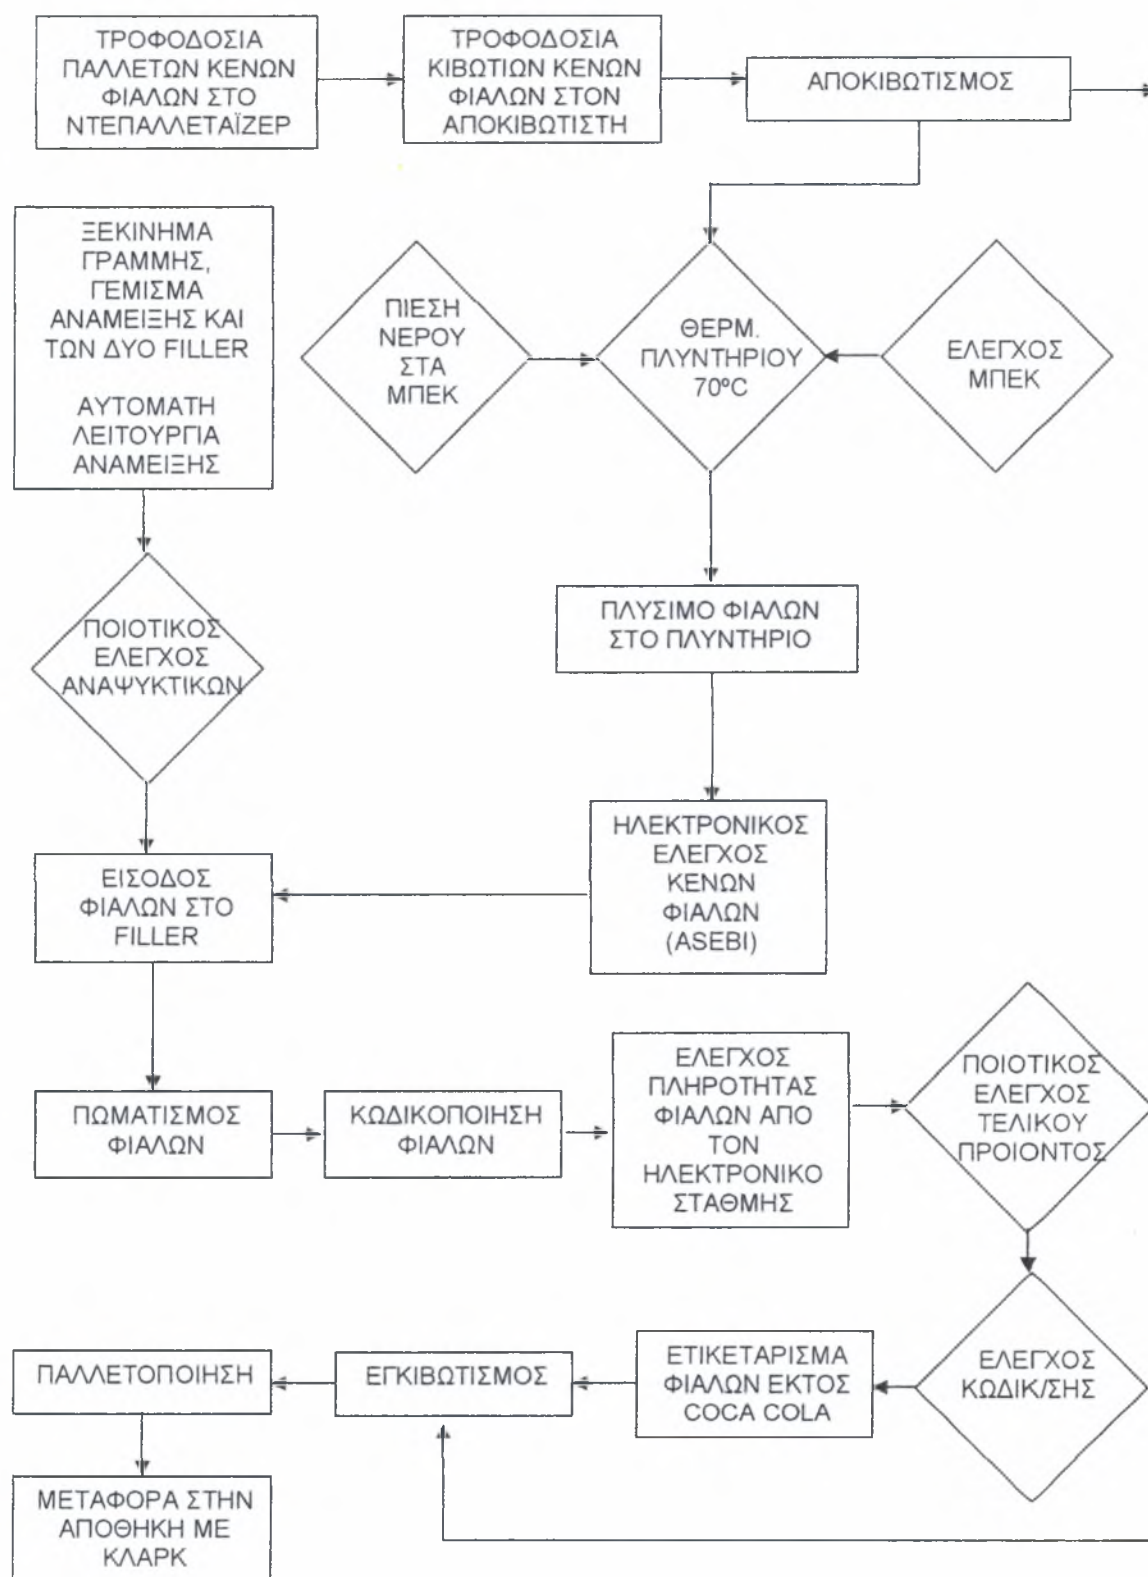 ΤΡΟΦΟΔΟΣΙΑ
ΠΑΛΛΕΤΩΝ ΚΕΝΩΝ
ΦΙΑΛΩΝ ΣΤΟ
ΝΤΕΠΑΛΛΕΤΑΪΖΕΡ
ΤΡΟΦΟΔΟΣΙΑ
ΚΙΒΩΤΙΩΝ ΚΕΝΩΝ
ΦΙΑΛΩΝ ΣΤΟΝ
ΑΠΟΚΙΒΩΤΙΣΤΗ
ΑΠΟΚΙΒΩΤΙΣΜΟΣ
ΞΕΚΙΝΗΜΑ
ΓΡΑΜΜΗΣ,
ΓΕΜΙΣΜΑ
ΑΝΑΜΕΙΞΗΣ ΚΑΙ
ΤΩΝ ΔΥΟ FILLER
ΑΥΤΟΜΑΤΗ
ΛΕΙΤΟΥΡΓΙΑ
ΑΝΑΜΕΙΞΗΣ
ΠΙΕΣΗ
ΝΕΡΟΥ
ΣΤΑ
ΜΠΕΚ
ΘΕΡΜ.
ΠΛΥΝΤΗΡΙΟΥ
70ºC
ΕΛΕΓΧΟΣ
ΜΠΕΚ
ΠΟΙΟΤΙΚΟΣ
ΕΛΕΓΧΟΣ
ΑΝΑΨΥΚΤΙΚΩΝ
ΠΛΥΣΙΜΟ ΦΙΑΛΩΝ
ΣΤΟ ΠΛΥΝΤΗΡΙΟ
ΕΙΣΟΔΟΣ
ΦΙΑΛΩΝ ΣΤΟ
FILLER
ΗΛΕΚΤΡΟΝΙΚΟΣ
ΕΛΕΓΧΟΣ
ΚΕΝΩΝ
ΦΙΑΛΩΝ
(ASEBI)
ΠΩΜΑΤΙΣΜΟΣ
ΦΙΑΛΩΝ
ΚΩΔΙΚΟΠΟΙΗΣΗ
ΦΙΑΛΩΝ
ΕΛΕΓΧΟΣ
ΠΛΗΡΟΤΗΤΑΣ
ΦΙΑΛΩΝ ΑΠΟ
ΤΟΝ
ΗΛΕΚΤΡΟΝΙΚΟ
ΣΤΑΘΜΗΣ
ΠΟΙΟΤΙΚΟΣ
ΕΛΕΓΧΟΣ
ΤΕΛΙΚΟΥ
ΠΡΟΙΟΝΤΟΣ
ΠΑΛΛΕΤΟΠΟΙΗΣΗ
ΕΓΚΙΒΩΤΙΣΜΟΣ
ΕΤΙΚΕΤΑΡΙΣΜΑ
ΦΙΑΛΩΝ ΕΚΤΟΣ
COCA COLA
ΕΛΕΓΧΟΣ
ΚΩΔΙΚ/ΣΗΣ
ΜΕΤΑΦΟΡΑ ΣΤΗΝ
ΑΠΟΘΗΚΗ ΜΕ
ΚΛΑΡΚ